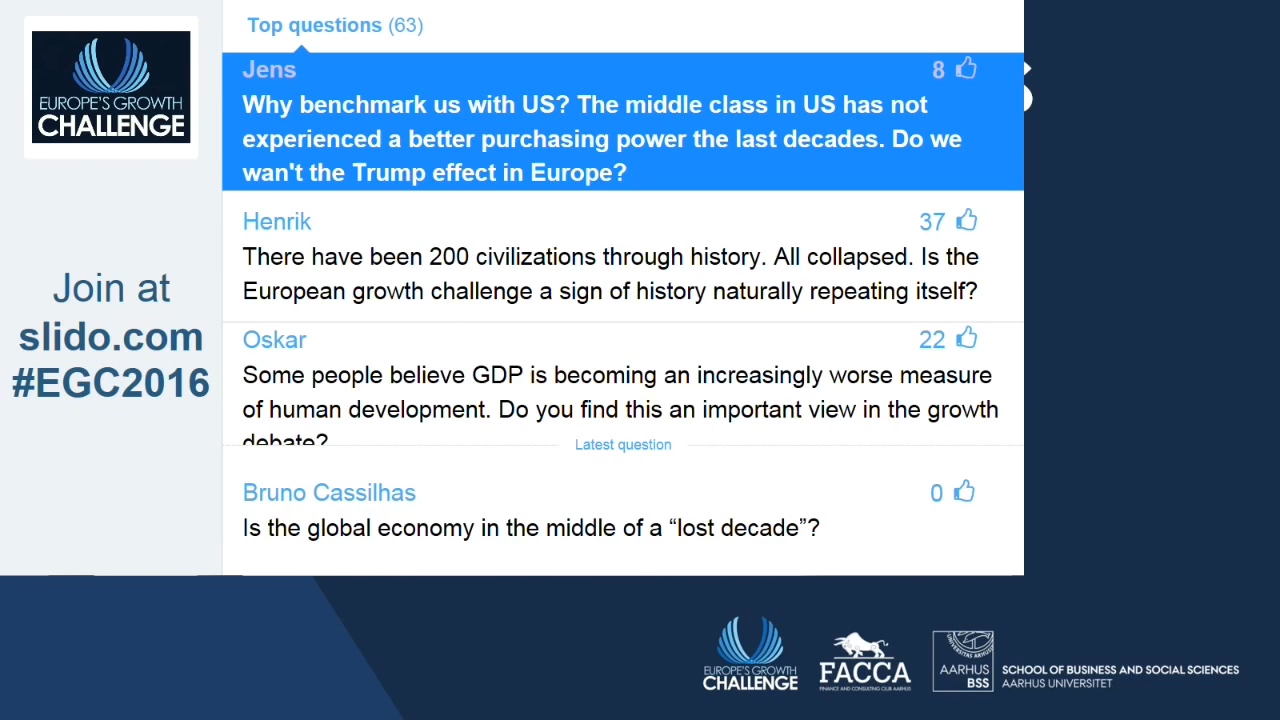 EUROPE'S GROWTH
CHALLENGE
Join at
slido.com
#EGC2016
Top questions (63)
Jens 8
Why benchmark us with US? The middle class in US has not
experienced a better purchasing power the last decades. Do we
wan't the Trump effect in Europe?
Henrik 37
There have been 200 civilizations through history. All collapsed. Is the
European growth challenge a sign of history naturally repeating itself?
Oskar 22
Some people believe GDP is becoming an increasingly worse measure
of human development. Do you find this an important view in the growth
debate?
Latest question
Bruno Cassilhas 0
Is the global economy in the middle of a “lost decade”?
EUROPE'S GROWTH
CHALLENGE
FACCA
FINANCE AND CONSULTING CLUB AARHUS
AARHUS
BSS
SCHOOL OF BUSINESS AND SOCIAL SCIENCES
AARHUS UNIVERSITET